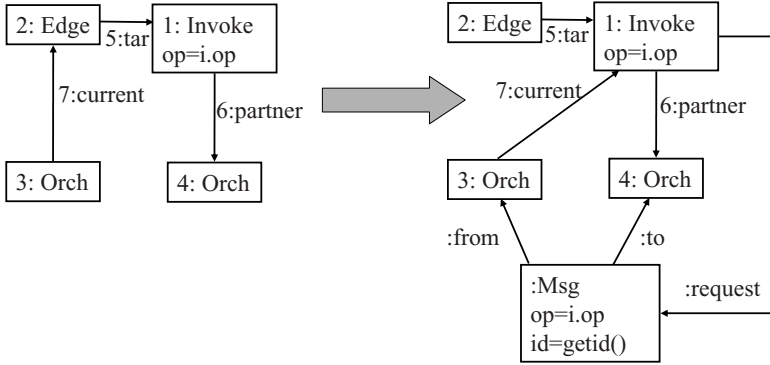 2: Edge
5:tar
1: Invoke
op=i.op
7:current
6:partner
3: Orch
4: Orch
2: Edge
5:tar
1: Invoke
op=i.op
7:current
6:partner
3: Orch
4: Orch
:from
:to
:Msg
op=i.op
id=getid()
:request